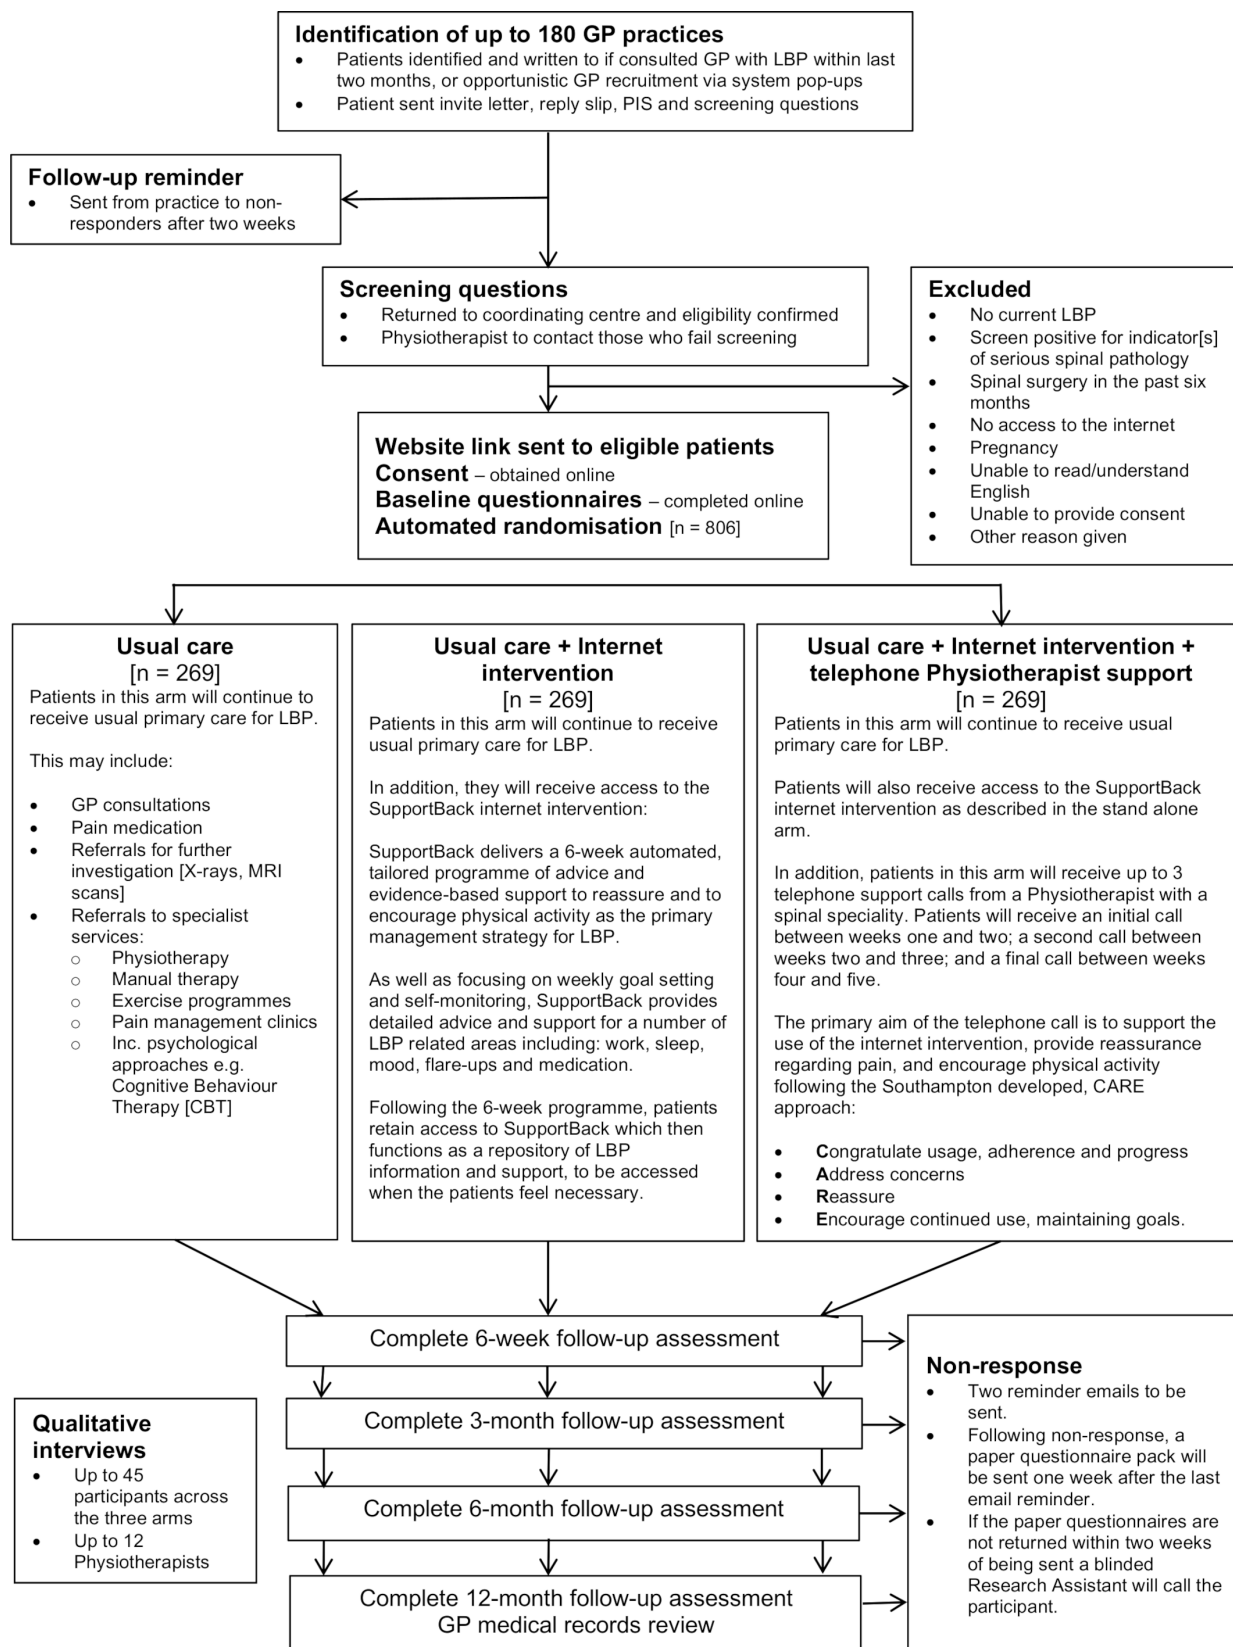 Identification of up to 180 GP practices
• Patients identified and written to if consulted GP with LBP within last
two months, or opportunistic GP recruitment via system pop-ups
• Patient sent invite letter, reply slip, PIS and screening questions
Follow-up reminder
• Sent from practice to non-
responders after two weeks
Screening questions
• Returned to coordinating centre and eligibility confirmed
• Physiotherapist to contact those who fail screening
Excluded
• No current LBP
• Screen positive for indicator[s]
of serious spinal pathology
• Spinal surgery in the past six
months
• No access to the internet
• Pregnancy
• Unable to read/understand
English
• Unable to provide consent
• Other reason given
Website link sent to eligible patients
Consent – obtained online
Baseline questionnaires – completed online
Automated randomisation [n = 806]
Usual care
[n = 269]
Patients in this arm will continue to
receive usual primary care for LBP.
This may include:
• GP consultations
• Pain medication
• Referrals for further
investigation [X-rays, MRI
scans]
• Referrals to specialist
services:
o Physiotherapy
o Manual therapy
o Exercise programmes
o Pain management clinics
o Inc. psychological
approaches e.g.
Cognitive Behaviour
Therapy [CBT]
Usual care + Internet
intervention
[n = 269]
Patients in this arm will continue to receive
usual primary care for LBP.
In addition, they will receive access to the
SupportBack internet intervention:
SupportBack delivers a 6-week automated,
tailored programme of advice and
evidence-based support to reassure and to
encourage physical activity as the primary
management strategy for LBP.
As well as focusing on weekly goal setting
and self-monitoring, SupportBack provides
detailed advice and support for a number of
LBP related areas including: work, sleep,
mood, flare-ups and medication.
Following the 6-week programme, patients
retain access to SupportBack which then
functions as a repository of LBP
information and support, to be accessed
when the patients feel necessary.
Usual care + Internet intervention +
telephone Physiotherapist support
[n = 269]
Patients in this arm will continue to receive usual
primary care for LBP.
Patients will also receive access to the SupportBack
internet intervention as described in the stand alone
arm.
In addition, patients in this arm will receive up to 3
telephone support calls from a Physiotherapist with a
spinal speciality. Patients will receive an initial call
between weeks one and two; a second call between
weeks two and three; and a final call between weeks
four and five.
The primary aim of the telephone call is to support the
use of the internet intervention, provide reassurance
regarding pain, and encourage physical activity
following the Southampton developed, CARE
approach:
• Congratulate usage, adherence and progress
• Address concerns
• Reassure
• Encourage continued use, maintaining goals.
Complete 6-week follow-up assessment
Complete 3-month follow-up assessment
Complete 6-month follow-up assessment
Complete 12-month follow-up assessment
GP medical records review
Qualitative
interviews
• Up to 45
participants across
the three arms
• Up to 12
Physiotherapists
Non-response
• Two reminder emails to be
sent.
• Following non-response, a
paper questionnaire pack will
be sent one week after the last
email reminder.
• If the paper questionnaires are
not returned within two weeks
of being sent a blinded
Research Assistant will call the
participant.